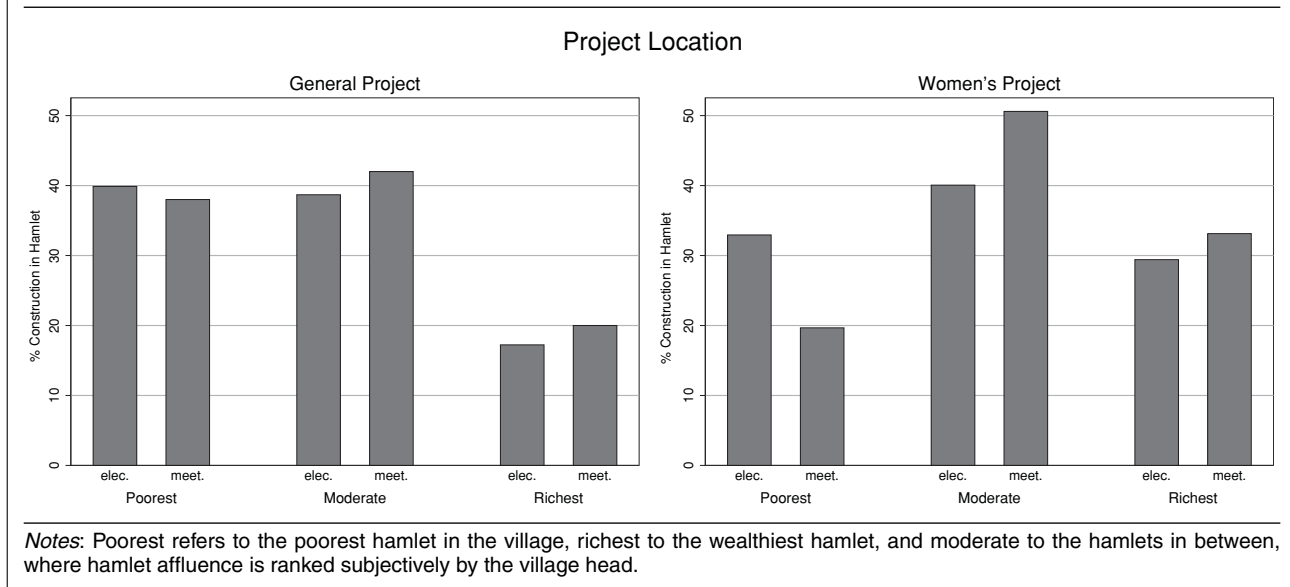 Project Location
General Project
% Construction in Hamlet
50
40
30
20
10
0
elec. meet. elec. meet. elec. meet.
Poorest Moderate Richest
Women's Project
% Construction in Hamlet
50
40
30
20
10
0
elec. meet. elec. meet. elec. meet.
Poorest Moderate Richest
Notes: Poorest refers to the poorest hamlet in the village, richest to the wealthiest hamlet, and moderate to the hamlets in between,
where hamlet affluence is ranked subjectively by the village head.